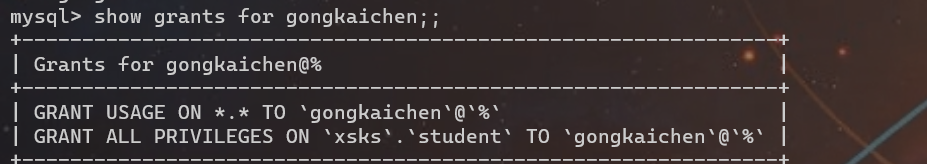 mysql> show grants for gongkaichen;;
+--------------------------------------------------------------+
| Grants for gongkaichen@%                                     |
+--------------------------------------------------------------+
| GRANT USAGE ON *.* TO `gongkaichen`@`%`                      |
| GRANT ALL PRIVILEGES ON `xsks`.`student` TO `gongkaichen`@`%` |
+--------------------------------------------------------------+